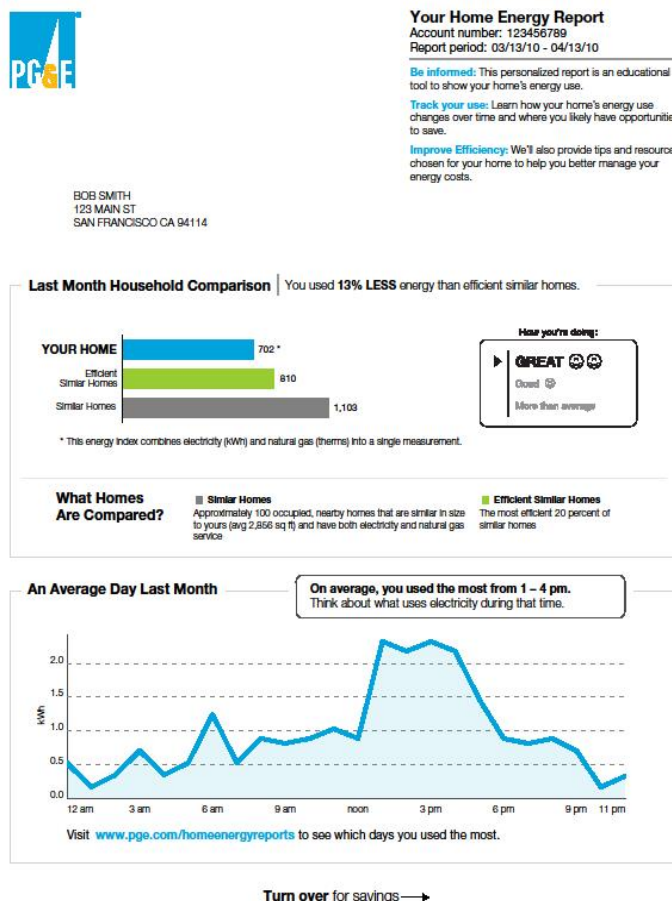 PG&E
Your Home Energy Report
Account number: 123456789
Report period: 03/13/10 - 04/13/10
Be informed: This personalized report is an educational
tool to show your home's energy use.
Track your use: Learn how your home's energy use
changes over time and where you likely have opportunitie
to save.
Improve Efficiency: We'll also provide tips and resource
chosen for your home to help you better manage your
energy costs.
BOB SMITH
123 MAIN ST
SAN FRANCISCO CA 94114
Last Month Household Comparison | You used 13% LESS energy than efficient similar homes.
How you're doing:
YOUR HOME 702 *
Efficient
Similar Homes 810
Similar Homes 1,103
GREAT
Good
More than average
* This energy index combines electricity (kWh) and natural gas (therms) into a single measurement.
What Homes
Are Compared?
Similar Homes
Approximately 100 occupied, nearby homes that are similar in size
to yours (avg 2,856 sq ft) and have both electricity and natural gas
service
Efficient Similar Homes
The most efficient 20 percent of
similar homes
An Average Day Last Month
On average, you used the most from 1 – 4 pm.
Think about what uses electricity during that time.
kWh
2.0
1.5
1.0
0.5
0.0
12 am 3 am 6 am 9 am noon 3 pm 6 pm 9 pm 11 pm
Visit www.pge.com/homeenergyreports to see which days you used the most.
Turn over for savings